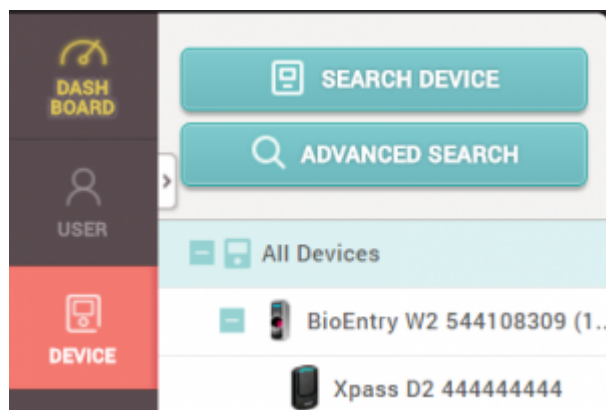 DASH
BOARD
USER
DEVICE
SEARCH DEVICE
ADVANCED SEARCH
All Devices
BioEntry W2 544108309 (1..
Xpass D2 444444444